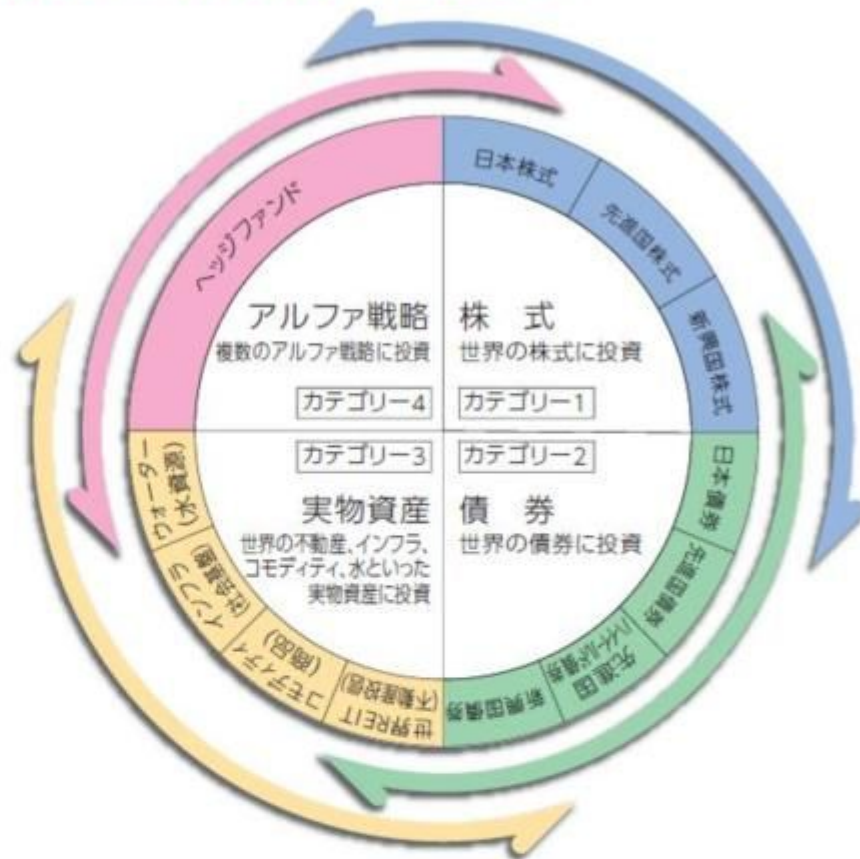 ヘッジファンド
日本株式
先進国株式
新興国株式
アルファ戦略
複数のアルファ戦略に投資
カテゴリー4
株 式
世界の株式に投資
カテゴリー1
カテゴリー3
実物資産
世界の不動産、インフラ、
コモディティ、水といった
実物資産に投資
カテゴリー2
債 券
世界の債券に投資
日本債券
先進国債券
先進国
ハイイールド債券
新興国債券
世界REIT
(不動産投信)
コモディティ
(商品)
インフラ
(社会基盤)
ウォーター
(水資源)